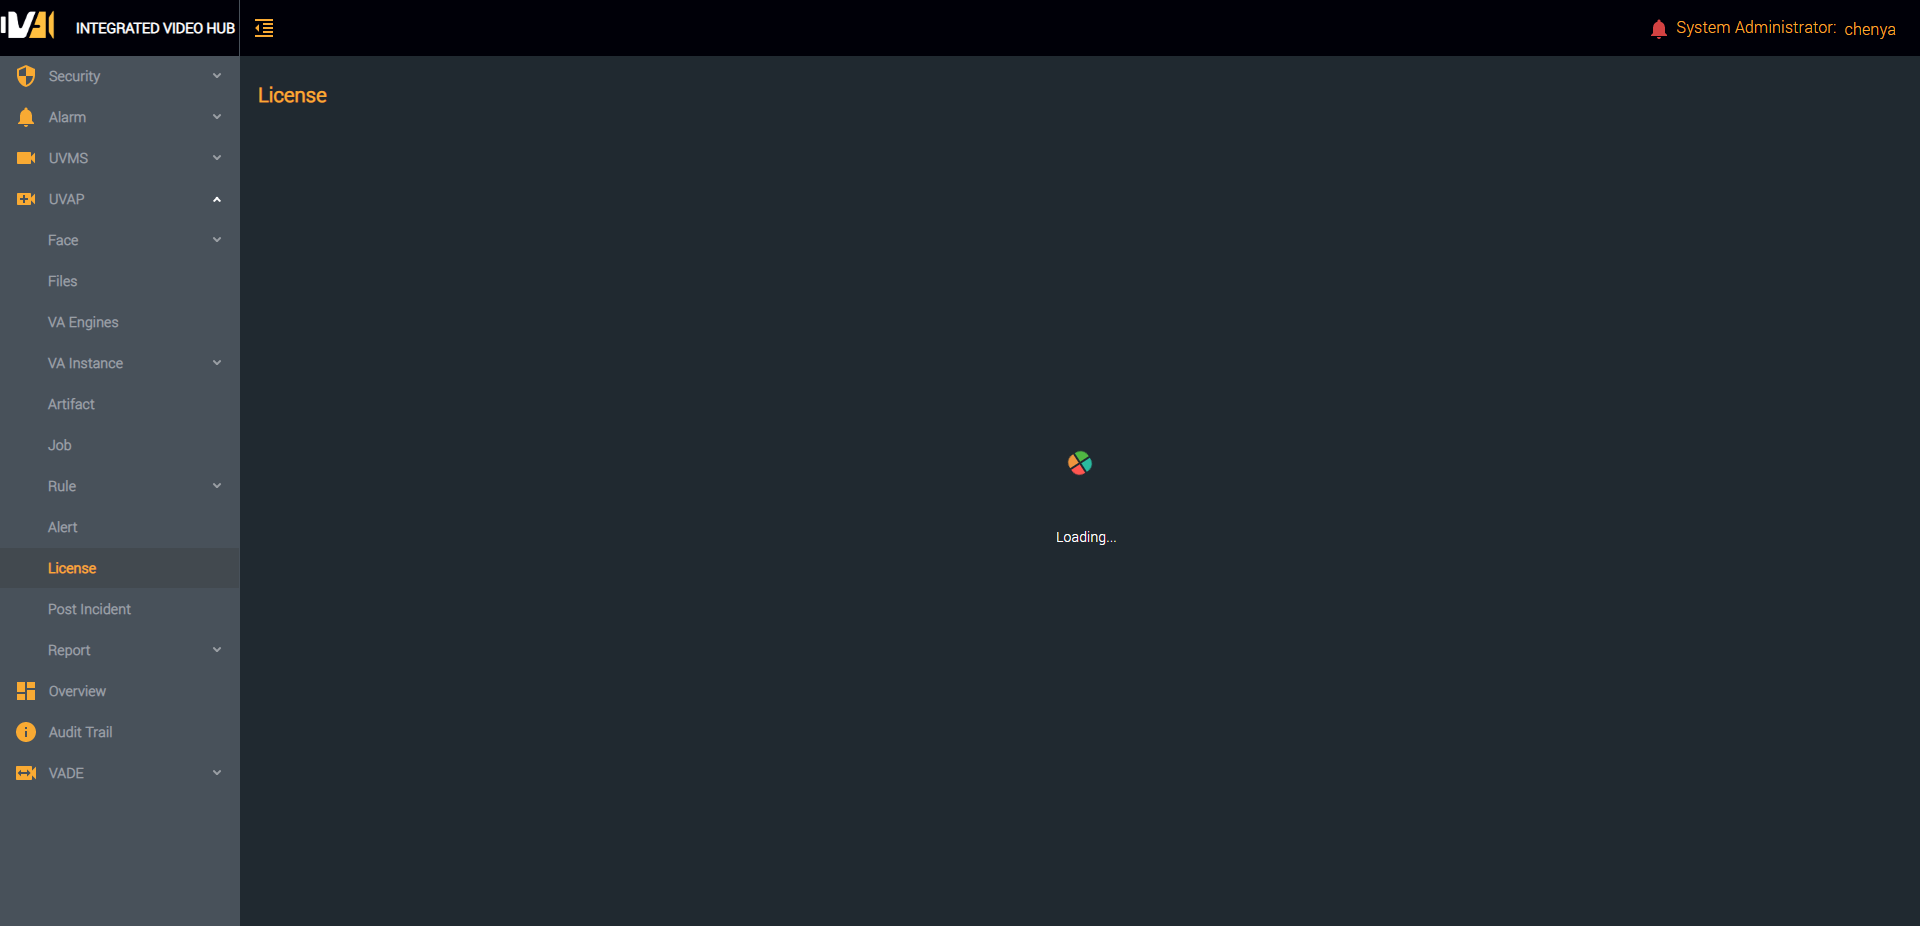 IVAI
INTEGRATED VIDEO HUB
System Administrator: chenya
Security
Alarm
UVMS
UVAP
Face
Files
VA Engines
VA Instance
Artifact
Job
Rule
Alert
License
Post Incident
Report
Overview
Audit Trail
VADE
License
Loading...